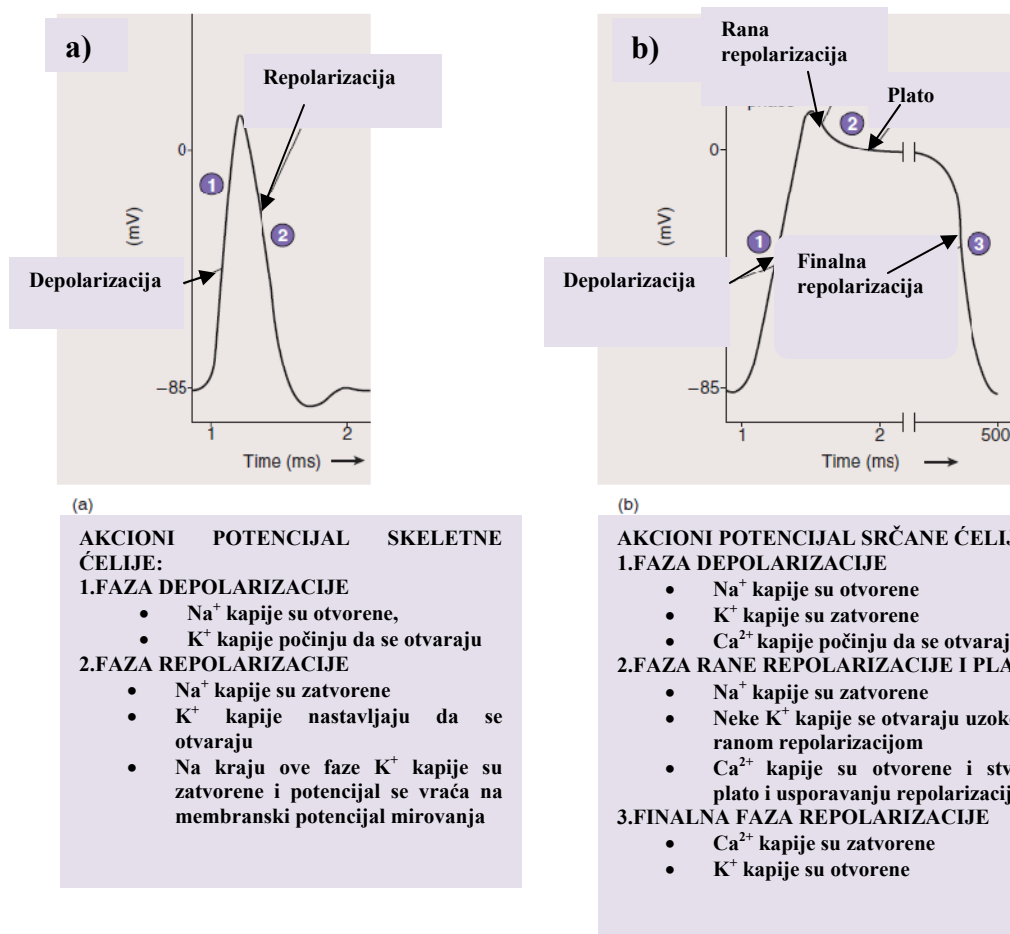 a)
Repolarizacija
0
1
2
(mV)
Depolarizacija
−85
1 2
Time (ms)
(a)
AKCIONI POTENCIJAL SKELETNE
ĆELIJE:
1.FAZA DEPOLARIZACIJE
• Na+ kapije su otvorene,
• K+ kapije počinju da se otvaraju
2.FAZA REPOLARIZACIJE
• Na+ kapije su zatvorene
• K+ kapije nastavljaju da se
otvaraju
• Na kraju ove faze K+ kapije su
zatvorene i potencijal se vraća na
membranski potencijal mirovanja
b)
Rana
repolarizacija
Plato
2
0
(mV)
1
3
Depolarizacija
Finalna
repolarizacija
−85
1 2 500
Time (ms)
(b)
AKCIONI POTENCIJAL SRČANE
1.FAZA DEPOLARIZACIJE
• Na+ kapije su otvorene
• K+ kapije su zatvorene
• Ca2+ kapije počinju da se
2.FAZA RANE REPOLARIZACIJE I
• Na+ kapije su zatvorene
• Neke K+ kapije se otvaraju
ranom repolarizacijom
• Ca2+ kapije su otvorene i
plato i usporavanju
3.FINALNA FAZA REPOLARIZACIJE
• Ca2+ kapije su zatvorene
• K+ kapije su otvorene